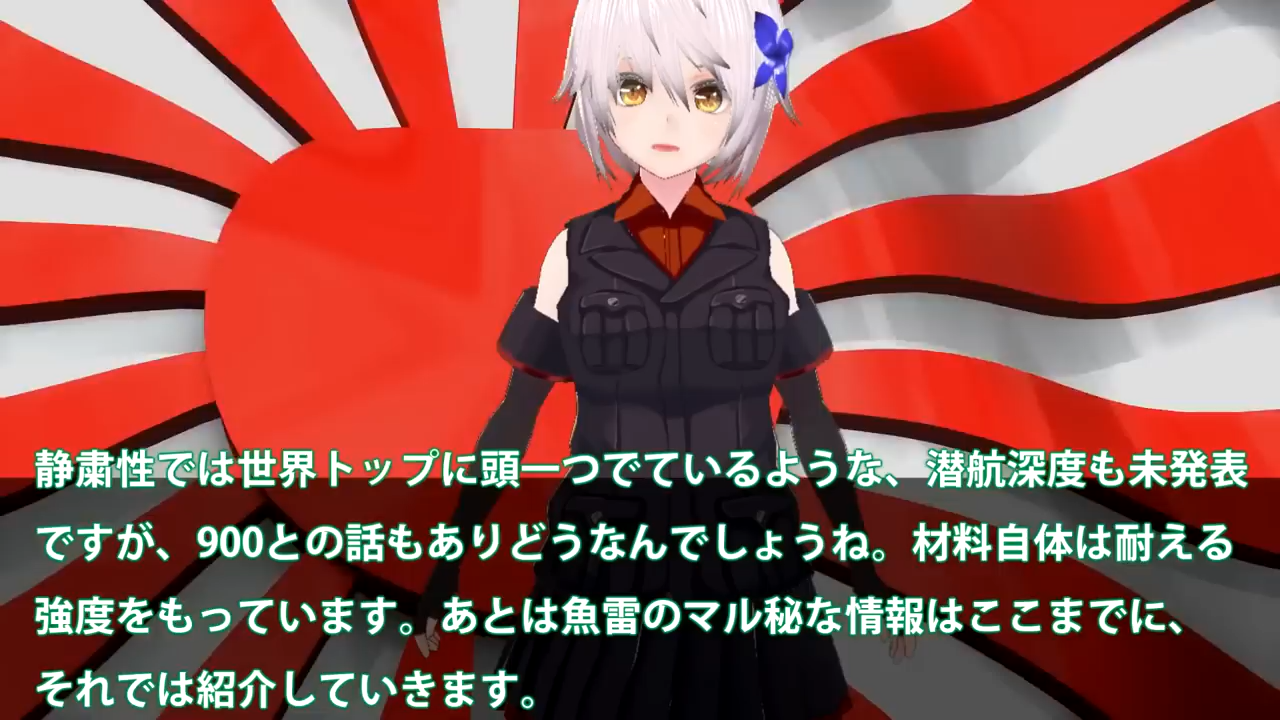 静粛性では世界トップに頭一つでているような、潜航深度も未発表
ですが、900との話もありどうなんでしょうね。材料自体は耐える
強度をもっています。あとは魚雷のマル秘な情報はここまでに、
それでは紹介していきます。